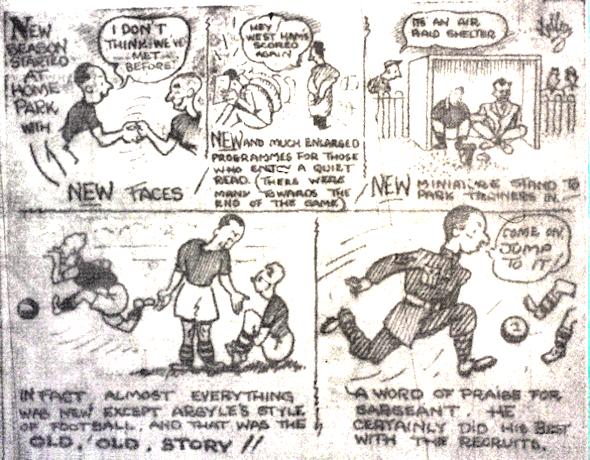 NEW
SEASON
STARTED
AT
HOME
PARK
WITH
I DON'T
THINK WE'VE
MET
BEFORE
NEW FACES
HEY!
WEST HAM'S
SCORED
AGAIN
NEW AND MUCH ENLARGED
PROGRAMMES FOR THOSE
WHO ENJOY A QUIET
READ. (THERE WERE
MANY TOWARDS THE
END OF THE GAME)
IT'S AN AIR
RAID SHELTER
NEW MINIATURE STAND TO
PARK TRAINERS IN.
IN FACT ALMOST EVERYTHING
WAS NEW EXCEPT ARGYLE'S STYLE
OF FOOTBALL. AND THAT WAS THE
OLD, OLD, STORY!!
COME ON
JUMP
TO IT!
A WORD OF PRAISE FOR
SARGEANT. HE
CERTAINLY DID HIS BEST
WITH THE RECRUITS.